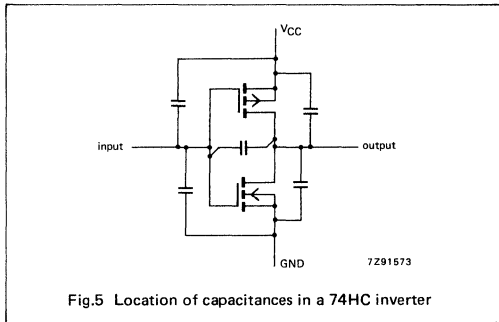 VCC
input
output
GND
7Z91573
Fig.5 Location of capacitances in a 74HC inverter